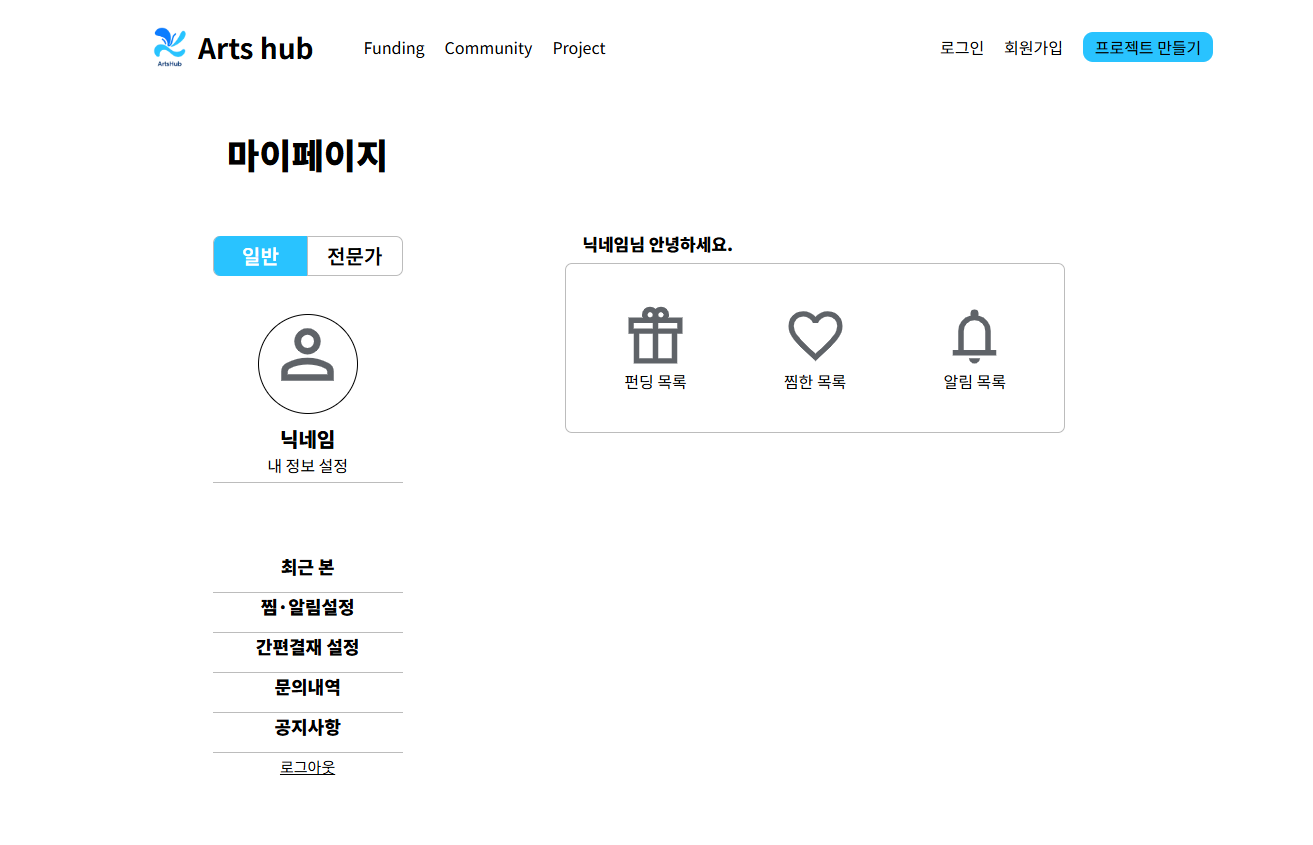 ArtsHub
Arts hub
Funding Community Project
로그인 회원가입 프로젝트 만들기
마이페이지
일반 전문가
닉네임
내 정보 설정
최근 본
찜·알림설정
간편결재 설정
문의내역
공지사항
로그아웃
닉네임님 안녕하세요.
펀딩 목록 찜한 목록 알림 목록